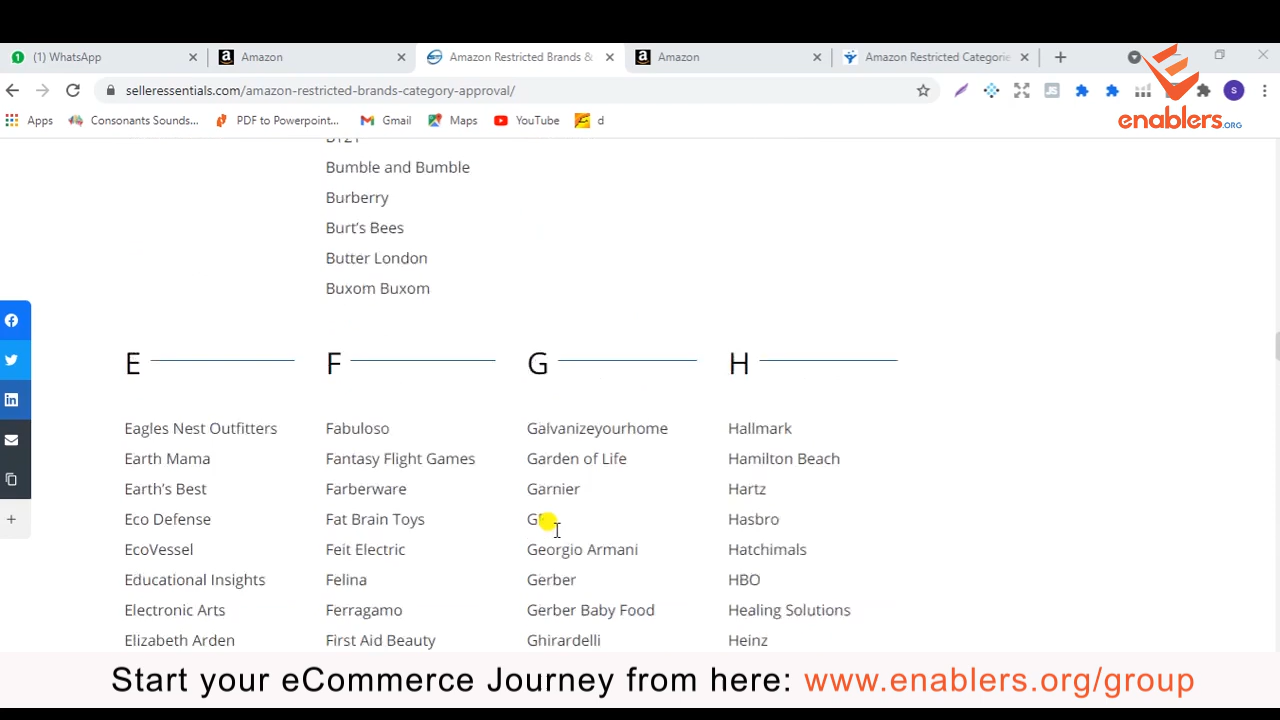 (1) WhatsApp
Amazon
Amazon Restricted Brands &
Amazon
Amazon Restricted Categorie
selleressentials.com/amazon-restricted-brands-category-approval/
S
JS
enablers.ORG
Apps
Consonants Sounds...
PDF to Powerpoint...
Gmail
Maps
YouTube
d
Bumble and Bumble
Burberry
Burt's Bees
Butter London
Buxom Buxom
E
F
G
H
Eagles Nest Outfitters
Fabuloso
Galvanizeyourhome
Hallmark
Earth Mama
Fantasy Flight Games
Garden of Life
Hamilton Beach
Earth's Best
Farberware
Garnier
Hartz
Eco Defense
Fat Brain Toys
Hasbro
EcoVessel
Feit Electric
Georgio Armani
Hatchimals
Educational Insights
Felina
Gerber
HBO
Electronic Arts
Ferragamo
Gerber Baby Food
Healing Solutions
Elizabeth Arden
First Aid Beauty
Ghirardelli
Heinz
Start your eCommerce Journey from here: www.enablers.org/group